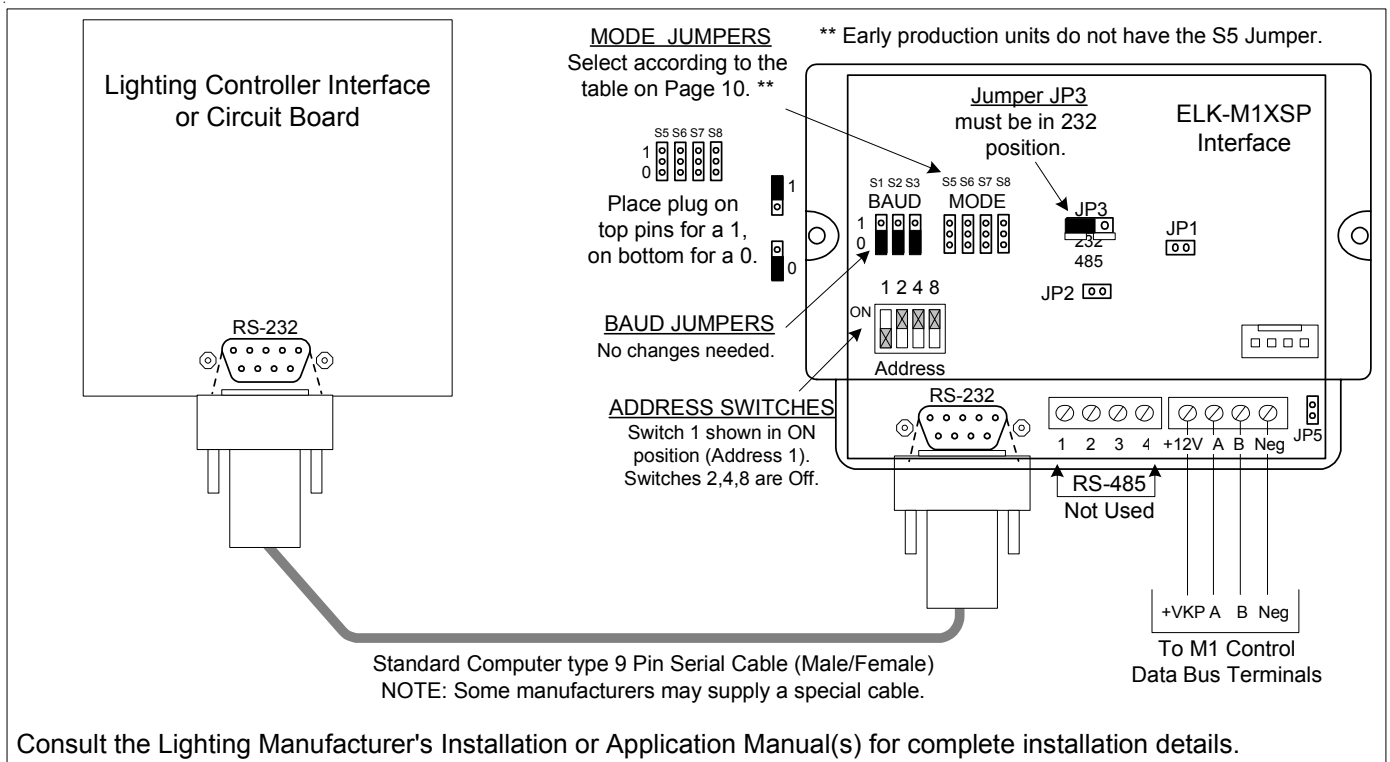 MODE JUMPERS
Select according to the
table on Page 10. **
** Early production units do not have the S5 Jumper.
Lighting Controller Interface
or Circuit Board
S5 S6 S7 S8
1
0
Place plug on
top pins for a 1,
on bottom for a 0.
1
0
Jumper JP3
must be in 232
position.
ELK-M1XSP
Interface
S1 S2 S3
BAUD
1
0
S5 S6 S7 S8
MODE
JP3
232
485
JP1
JP2
1 2 4 8
ON
Address
BAUD JUMPERS
No changes needed.
ADDRESS SWITCHES
Switch 1 shown in ON
position (Address 1).
Switches 2,4,8 are Off.
RS-232
RS-232
1 2 3 4
+12V A B Neg
JP5
RS-485
Not Used
+VKP A B Neg
To M1 Control
Data Bus Terminals
Standard Computer type 9 Pin Serial Cable (Male/Female)
NOTE: Some manufacturers may supply a special cable.
Consult the Lighting Manufacturer's Installation or Application Manual(s) for complete installation details.